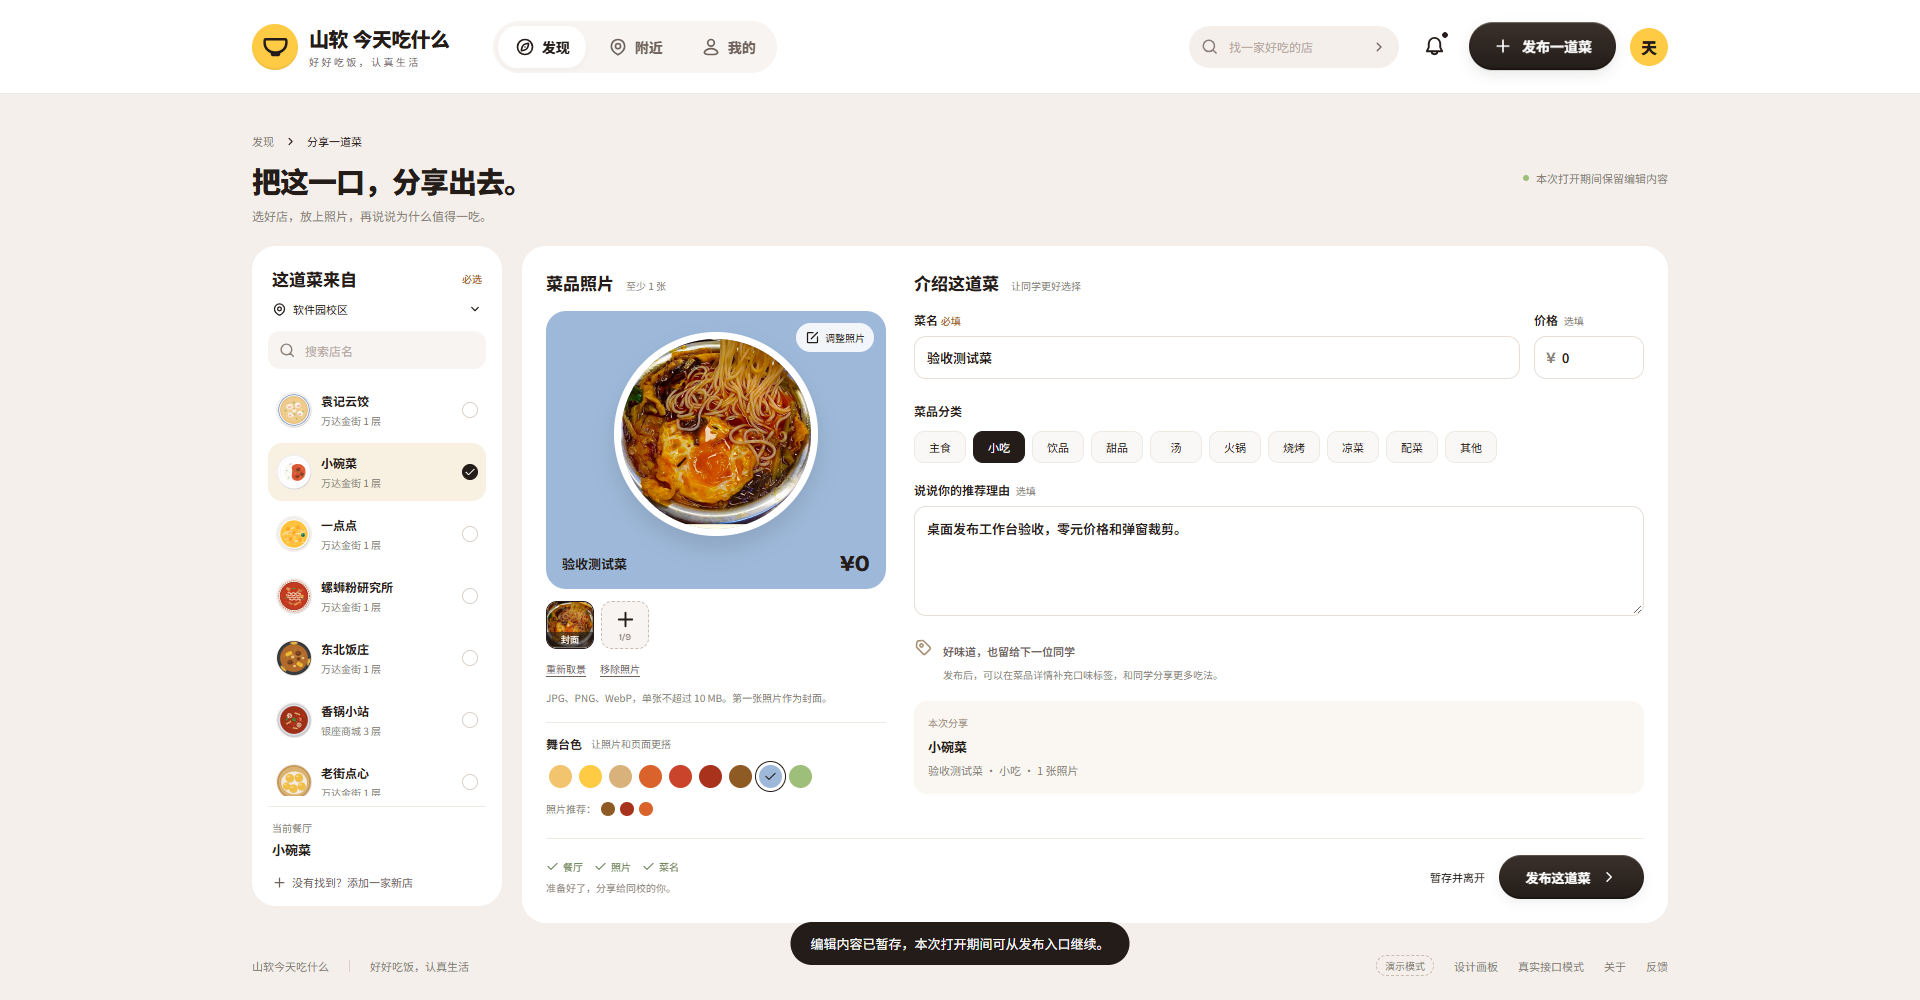 山软 今天吃什么
好好吃饭，认真生活
发现
附近
我的
找一家好吃的店
发布一道菜
天
发现 > 分享一道菜
把这一口，分享出去。
选好店，放上照片，再说说为什么值得一吃。
本次打开期间保留编辑内容
这道菜来自 必选
软件园校区
搜索店名
袁记云饺
万达金街 1 层
小碗菜
万达金街 1 层
一点点
万达金街 1 层
螺蛳粉研究所
万达金街 1 层
东北饭庄
万达金街 1 层
香锅小站
银座商城 3 层
老街点心
万达金街 1 层
当前餐厅
小碗菜
没有找到？添加一家新店
菜品照片 至少 1 张
调整照片
验收测试菜 ¥0
封面
1/9
重新取景 移除照片
JPG、PNG、WebP，单张不超过 10 MB。第一张照片作为封面。
舞台色 让照片和页面更搭
照片推荐：
介绍这道菜 让同学更好选择
菜名 必填
验收测试菜
价格 选填
¥ 0
菜品分类
主食 小吃 饮品 甜品 汤 火锅 烧烤 凉菜 配菜 其他
说说你的推荐理由 选填
桌面发布工作台验收，零元价格和弹窗裁剪。
好味道，也留给下一位同学
发布后，可以在菜品详情补充口味标签，和同学分享更多吃法。
本次分享
小碗菜
验收测试菜 · 小吃 · 1 张照片
餐厅 照片 菜名
准备好了，分享给同校的你。
暂存并离开
发布这道菜
编辑内容已暂存，本次打开期间可从发布入口继续。
山软今天吃什么 好好吃饭，认真生活
演示模式 设计画板 真实接口模式 关于 反馈